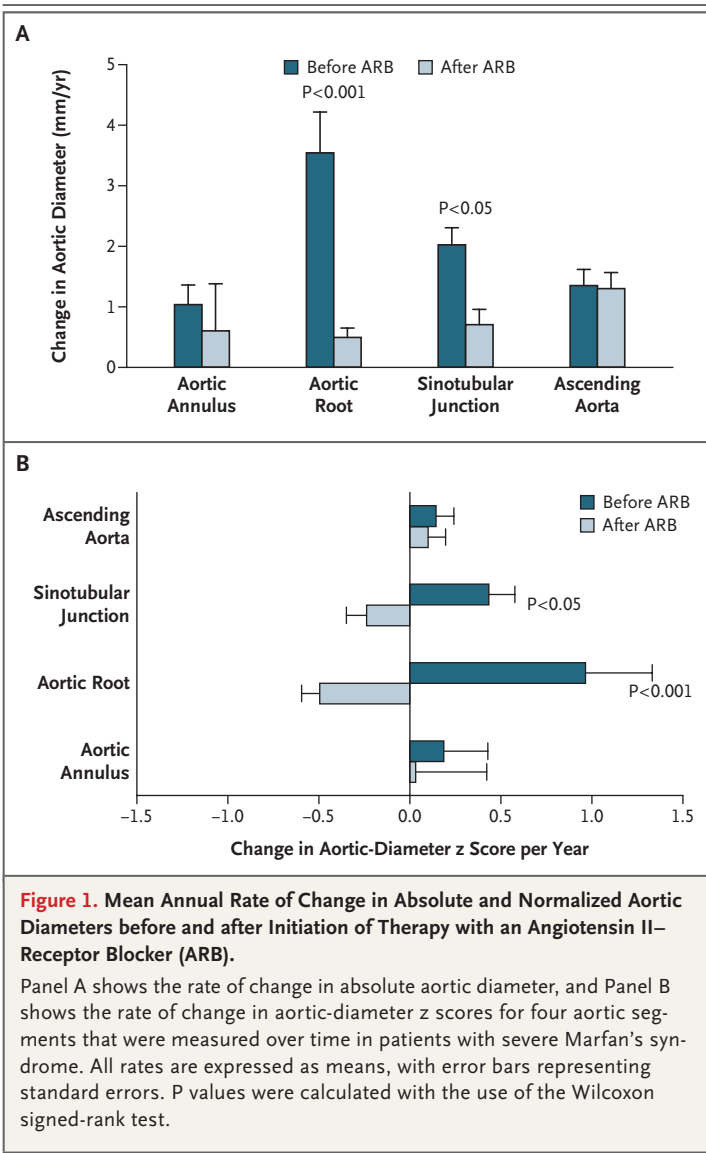 A
Change in Aortic Diameter (mm/yr)
5
4
3
2
1
0
Before ARB
After ARB
P<0.001
P<0.05
Aortic
Annulus
Aortic
Root
Sinotubular
Junction
Ascending
Aorta
B
Before ARB
After ARB
Ascending
Aorta
Sinotubular
Junction
P<0.05
Aortic Root
P<0.001
Aortic
Annulus
−1.5
−1.0
−0.5
0.0
0.5
1.0
1.5
Change in Aortic-Diameter z Score per Year
Figure 1. Mean Annual Rate of Change in Absolute and Normalized Aortic
Diameters before and after Initiation of Therapy with an Angiotensin II–
Receptor Blocker (ARB).
Panel A shows the rate of change in absolute aortic diameter, and Panel B
shows the rate of change in aortic-diameter z scores for four aortic seg-
ments that were measured over time in patients with severe Marfan's syn-
drome. All rates are expressed as means, with error bars representing
standard errors. P values were calculated with the use of the Wilcoxon
signed-rank test.